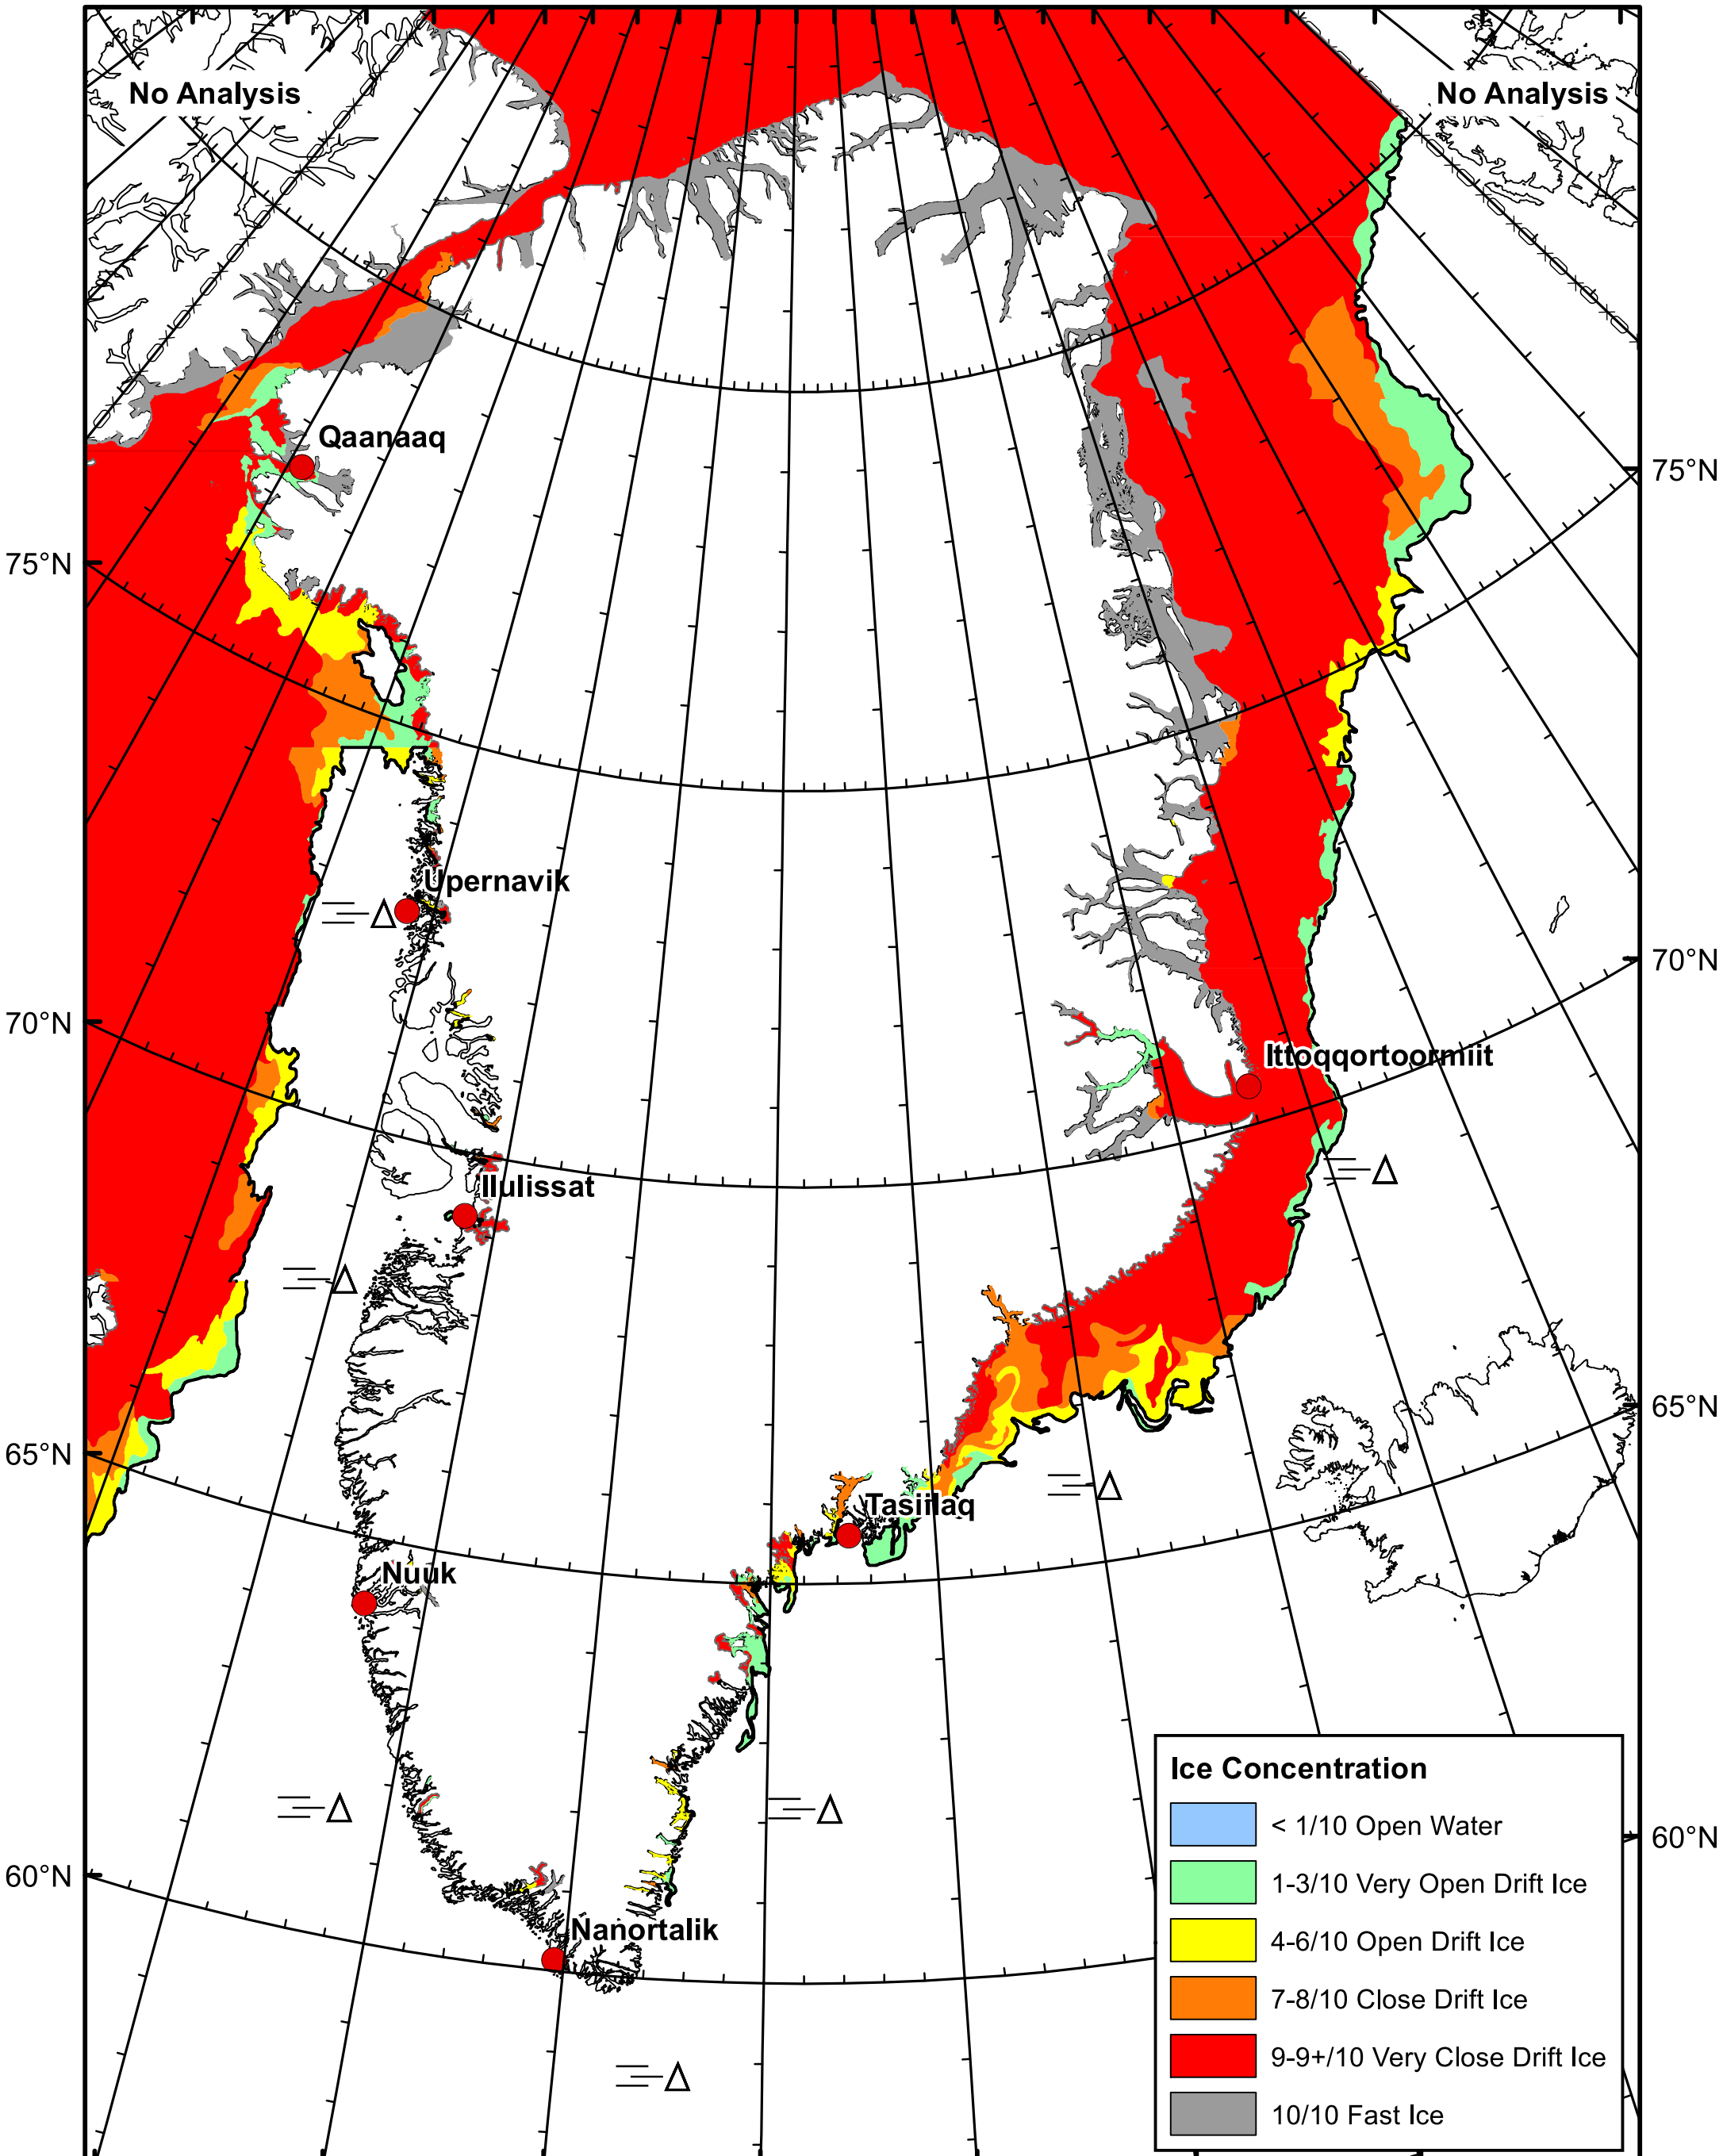 No Analysis
No Analysis
Qaanaaq
75°N
75°N
Upernavik
70°N
70°N
Ittoqqortoormiit
Ilulissat
65°N
65°N
Tasiilaq
Nuuk
60°N
60°N
Nanortalik
Ice Concentration
< 1/10 Open Water
1-3/10 Very Open Drift Ice
4-6/10 Open Drift Ice
7-8/10 Close Drift Ice
9-9+/10 Very Close Drift Ice
10/10 Fast Ice